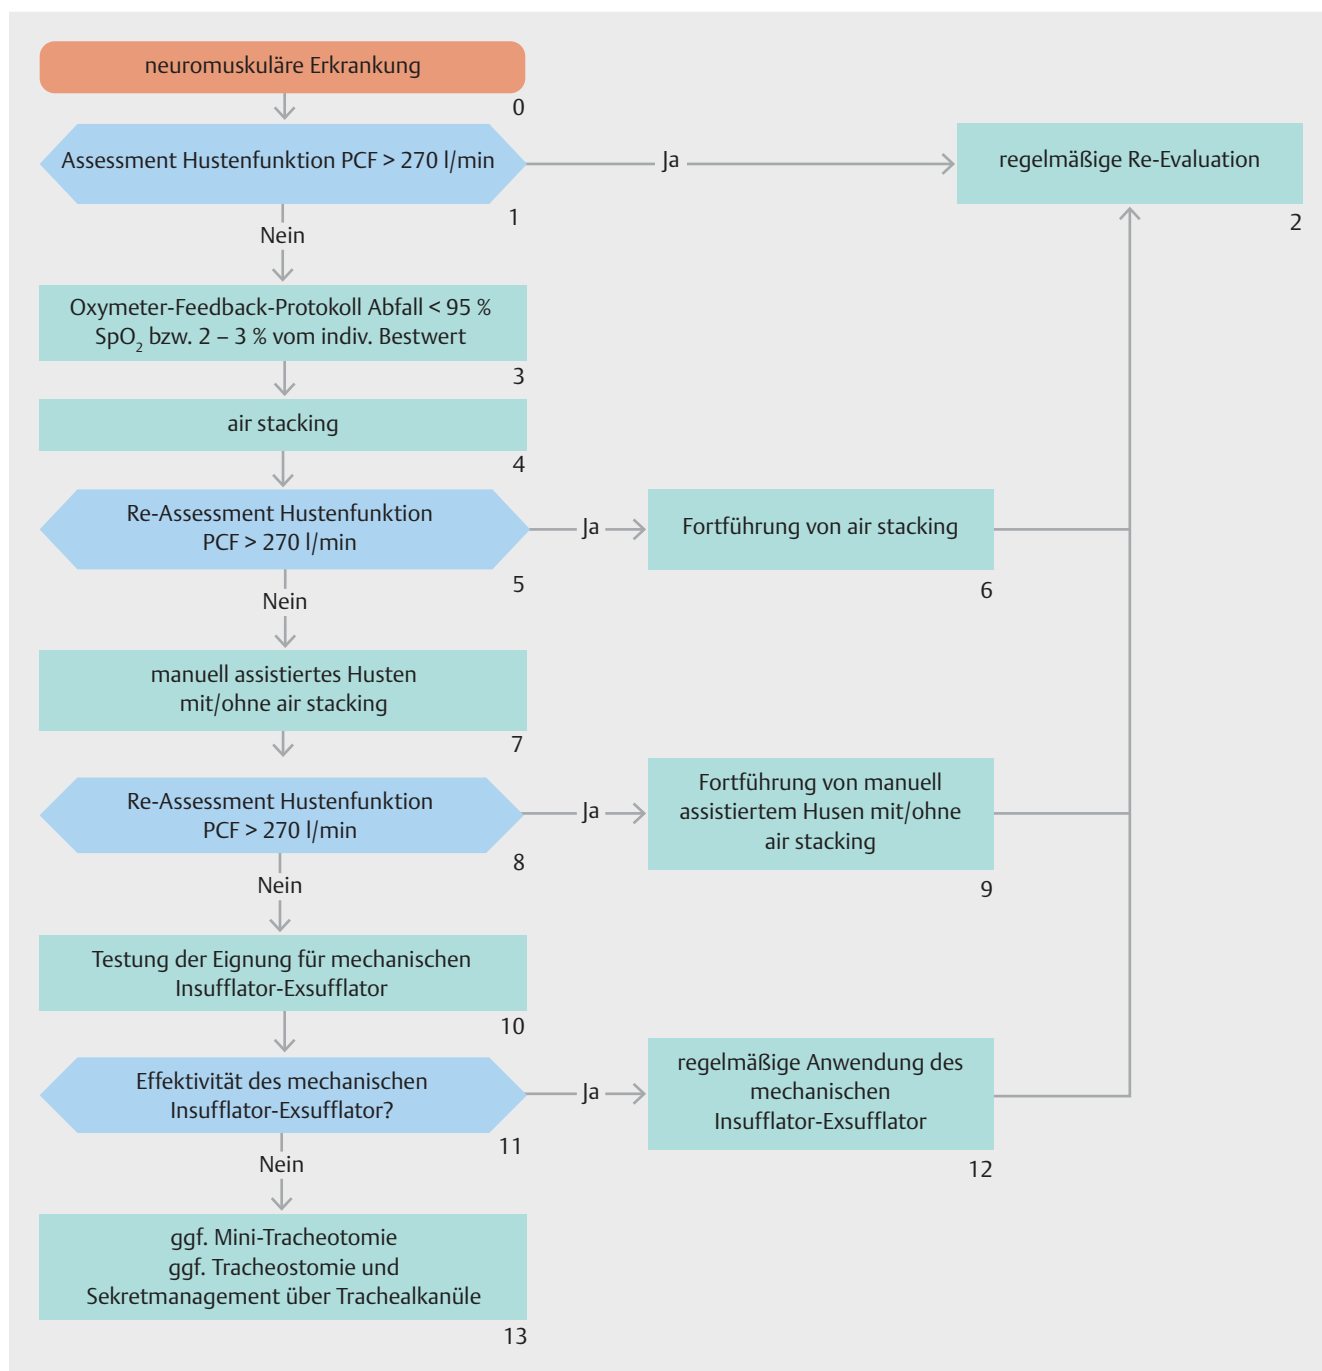 neuromuskuläre Erkrankung
0
Assessment Hustenfunktion PCF > 270 l/min
1
Ja
regelmäßige Re-Evaluation
2
Nein
Oxymeter-Feedback-Protokoll Abfall < 95 %
SpO₂ bzw. 2 – 3 % vom indiv. Bestwert
3
air stacking
4
Re-Assessment Hustenfunktion
PCF > 270 l/min
5
Ja
Fortführung von air stacking
6
Nein
manuell assistiertes Husten
mit/ohne air stacking
7
Re-Assessment Hustenfunktion
PCF > 270 l/min
8
Ja
Fortführung von manuell
assistiertem Husen mit/ohne
air stacking
9
Nein
Testung der Eignung für mechanischen
Insufflator-Exsufflator
10
Effektivität des mechanischen
Insufflator-Exsufflator?
11
Ja
regelmäßige Anwendung des
mechanischen
Insufflator-Exsufflator
12
Nein
ggf. Mini-Tracheotomie
ggf. Tracheostomie und
Sekretmanagement über Trachealkanüle
13